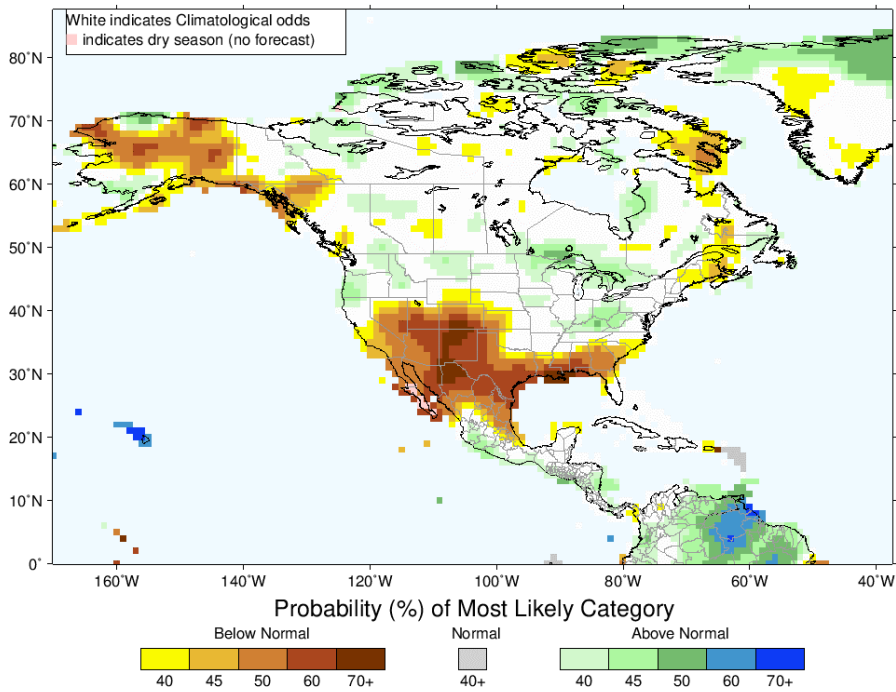 White indicates Climatological odds
indicates dry season (no forecast)
80˚N
70˚N
60˚N
50˚N
40˚N
30˚N
20˚N
10˚N
0˚
160˚W 140˚W 120˚W 100˚W 80˚W 60˚W 40˚W
Probability (%) of Most Likely Category
Below Normal Normal Above Normal
40 45 50 60 70+ 40+ 40 45 50 60 70+